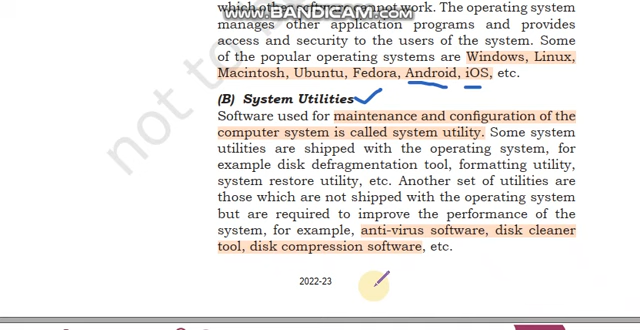 which other software cannot work. The operating system
www.BANDICAM.com
manages other application programs and provides
access and security to the users of the system. Some
of the popular operating systems are Windows, Linux,
Macintosh, Ubuntu, Fedora, Android, iOS, etc.
(B) System Utilities
Software used for maintenance and configuration of the
computer system is called system utility. Some system
utilities are shipped with the operating system, for
example disk defragmentation tool, formatting utility,
system restore utility, etc. Another set of utilities are
those which are not shipped with the operating system
but are required to improve the performance of the
system, for example, anti-virus software, disk cleaner
tool, disk compression software, etc.
not to
2022-23